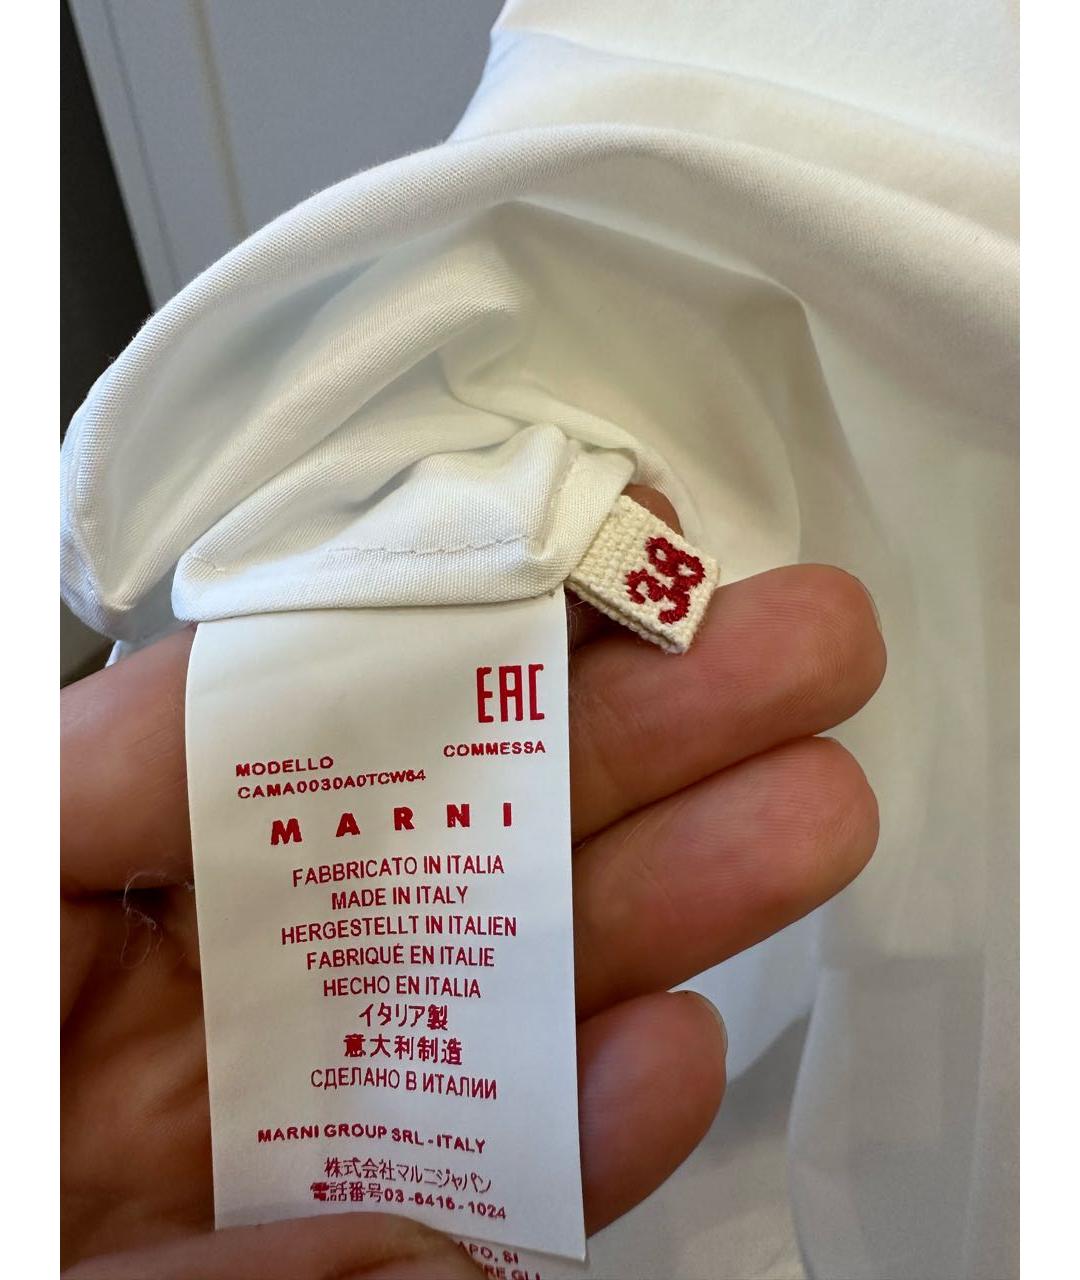 38
EAC
MODELLO COMMESSA
CAMA0030A0TCW64
MARNI
FABBRICATO IN ITALIA
MADE IN ITALY
HERGESTELLT IN ITALIEN
FABRIQUÉ EN ITALIE
HECHO EN ITALIA
イタリア製
意大利制造
СДЕЛАНО В ИТАЛИИ
MARNI GROUP SRL - ITALY
株式会社マルニジャパン
電話番号03-6416-1024
SI
GLI